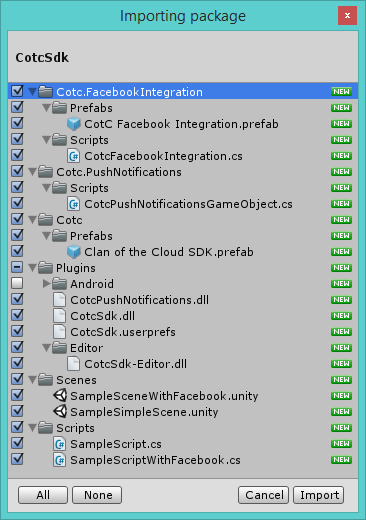 Importing package
x
CotcSdk
Cotc.FacebookIntegration NEW
Prefabs NEW
CotC Facebook Integration.prefab NEW
Scripts NEW
CotcFacebookIntegration.cs NEW
Cotc.PushNotifications NEW
Scripts NEW
CotcPushNotificationsGameObject.cs NEW
Cotc NEW
Prefabs NEW
Clan of the Cloud SDK.prefab NEW
Plugins NEW
Android NEW
CotcPushNotifications.dll NEW
CotcSdk.dll NEW
CotcSdk.userprefs NEW
Editor NEW
CotcSdk-Editor.dll NEW
Scenes NEW
SampleSceneWithFacebook.unity NEW
SampleSimpleScene.unity NEW
Scripts NEW
SampleScript.cs NEW
SampleScriptWithFacebook.cs NEW
All None Cancel Import